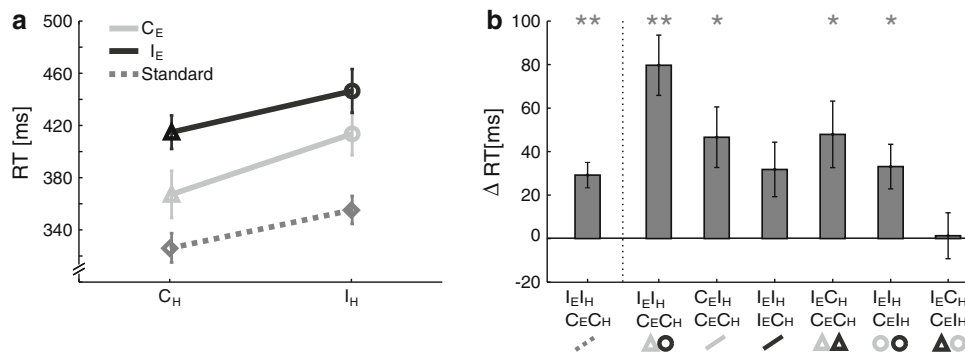 a
500
460
420
380
340
RT [ms]
C_E
I_E
Standard
C_H
I_H
b
** ** * * *
100
80
60
40
20
0
-20
Δ RT[ms]
I_EI_H I_EI_H C_EI_H I_EI_H I_EC_H I_EI_H I_EC_H
C_EC_H C_EC_H C_EC_H I_EC_H C_EC_H C_EI_H C_EI_H